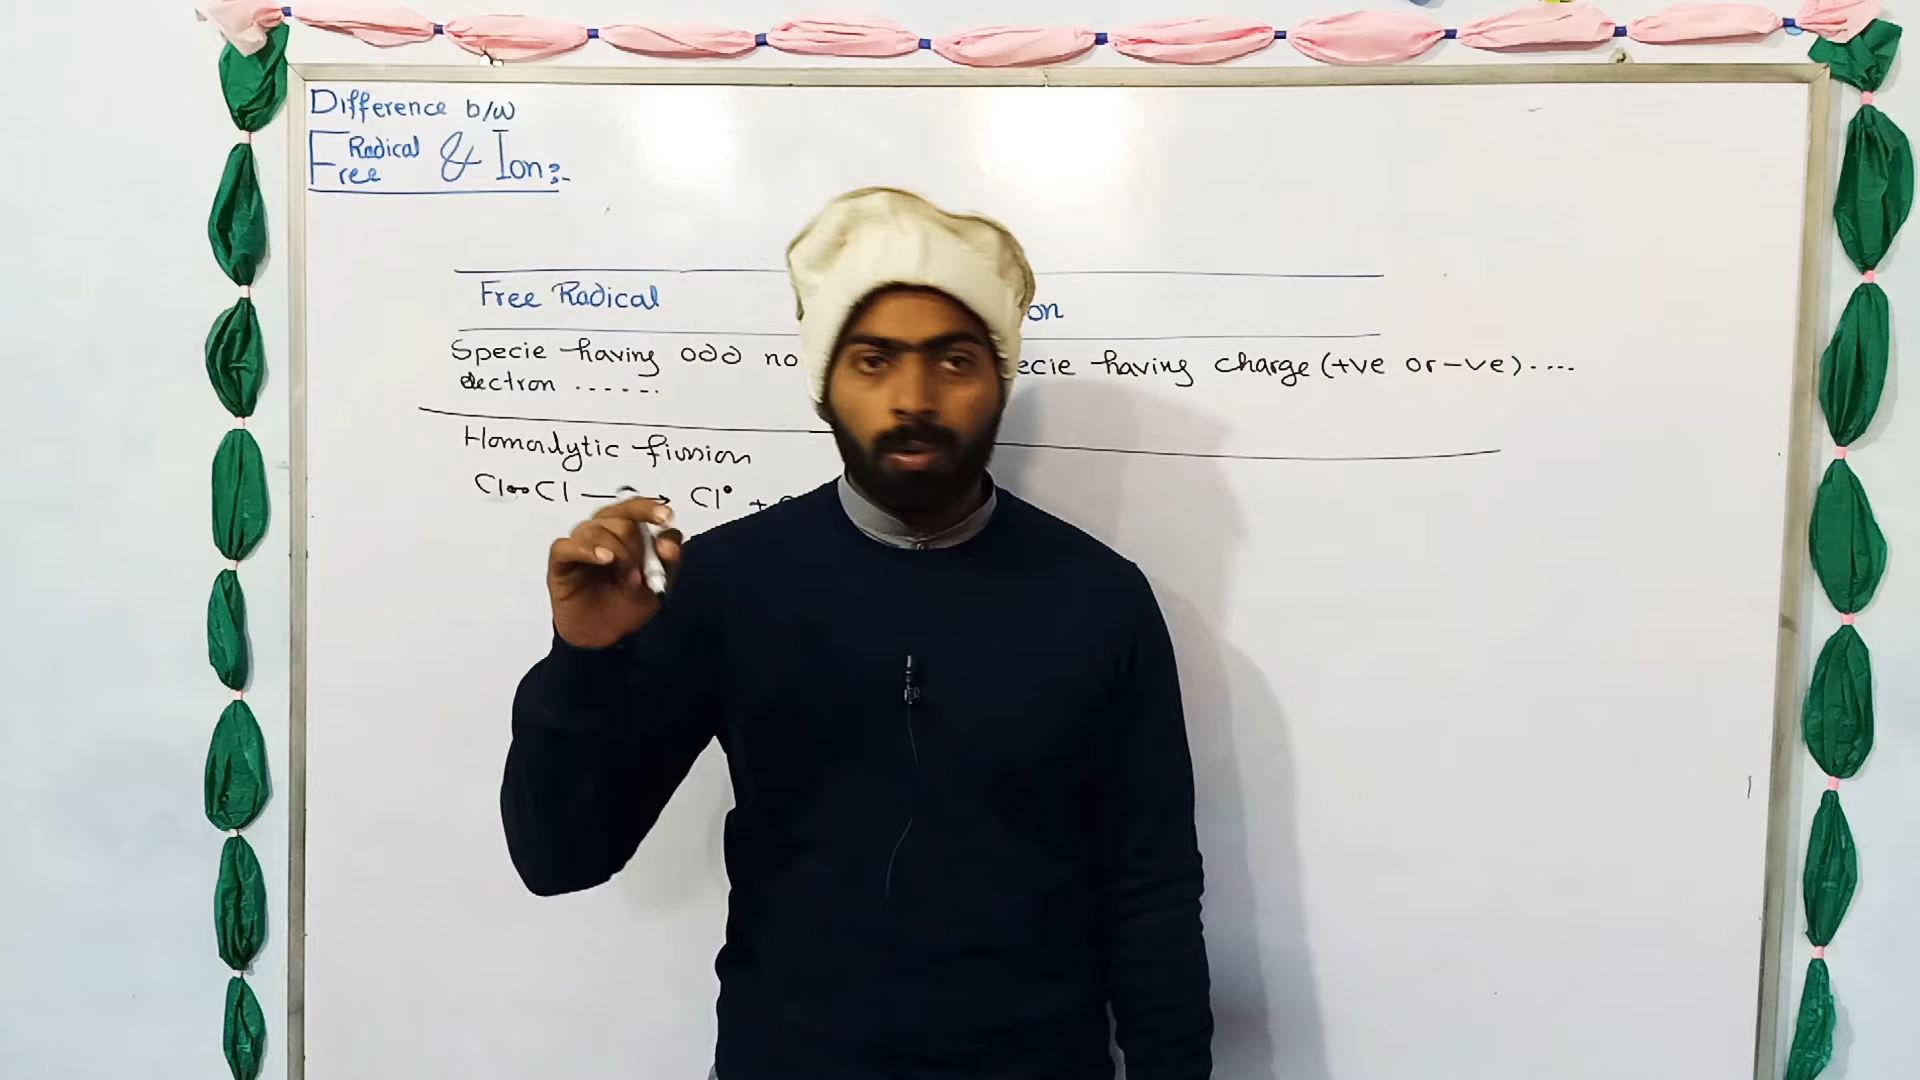 Difference b/w
Free Radical & Ion:-
Free Radical
on
Specie having odd no
electron ......
ecie having charge (+ve or -ve)....
Homolytic fission
Cl∞Cl → Cl• +